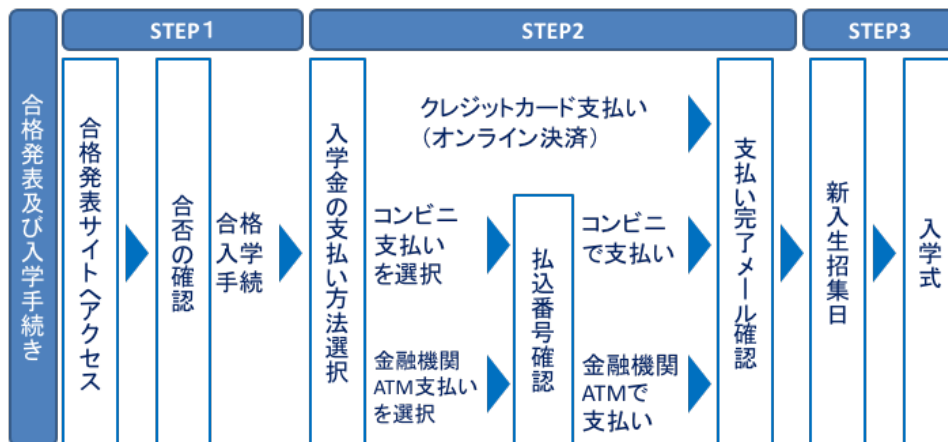 合格発表及び入学手続き
STEP1
STEP2
STEP3
合格発表サイトへアクセス
合否の確認
合格
入学
手続
入学金の支払い方法選択
クレジットカード支払い
(オンライン決済)
コンビニ
支払い
を選択
金融機関
ATM支払い
を選択
払込番号確認
コンビニ
で支払い
金融機関
ATMで
支払い
支払い完了メール確認
新入生招集日
入学式